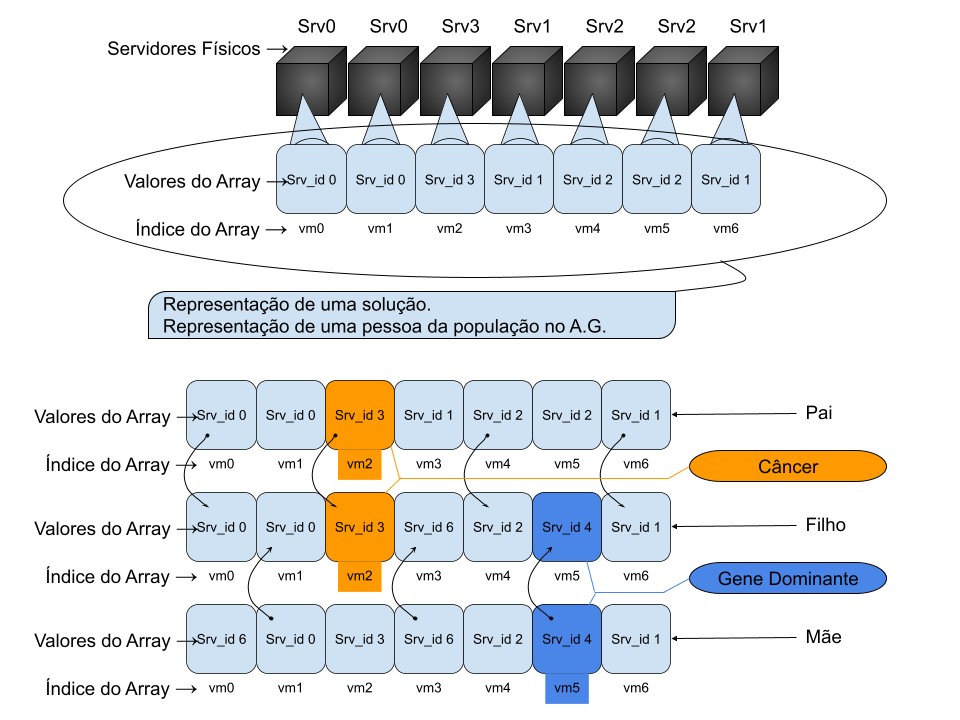 Srv0 Srv0 Srv3 Srv1 Srv2 Srv2 Srv1
Servidores Físicos
Valores do Array Srv_id 0 Srv_id 0 Srv_id 3 Srv_id 1 Srv_id 2 Srv_id 2 Srv_id 1
Índice do Array vm0 vm1 vm2 vm3 vm4 vm5 vm6
Representação de uma solução.
Representação de uma pessoa da população no A.G.
Valores do Array Srv_id 0 Srv_id 0 Srv_id 3 Srv_id 1 Srv_id 2 Srv_id 2 Srv_id 1 Pai
Índice do Array vm0 vm1 vm2 vm3 vm4 vm5 vm6
Câncer
Valores do Array Srv_id 0 Srv_id 0 Srv_id 3 Srv_id 6 Srv_id 2 Srv_id 4 Srv_id 1 Filho
Índice do Array vm0 vm1 vm2 vm3 vm4 vm5 vm6
Gene Dominante
Valores do Array Srv_id 6 Srv_id 0 Srv_id 3 Srv_id 6 Srv_id 2 Srv_id 4 Srv_id 1 Mãe
Índice do Array vm0 vm1 vm2 vm3 vm4 vm5 vm6